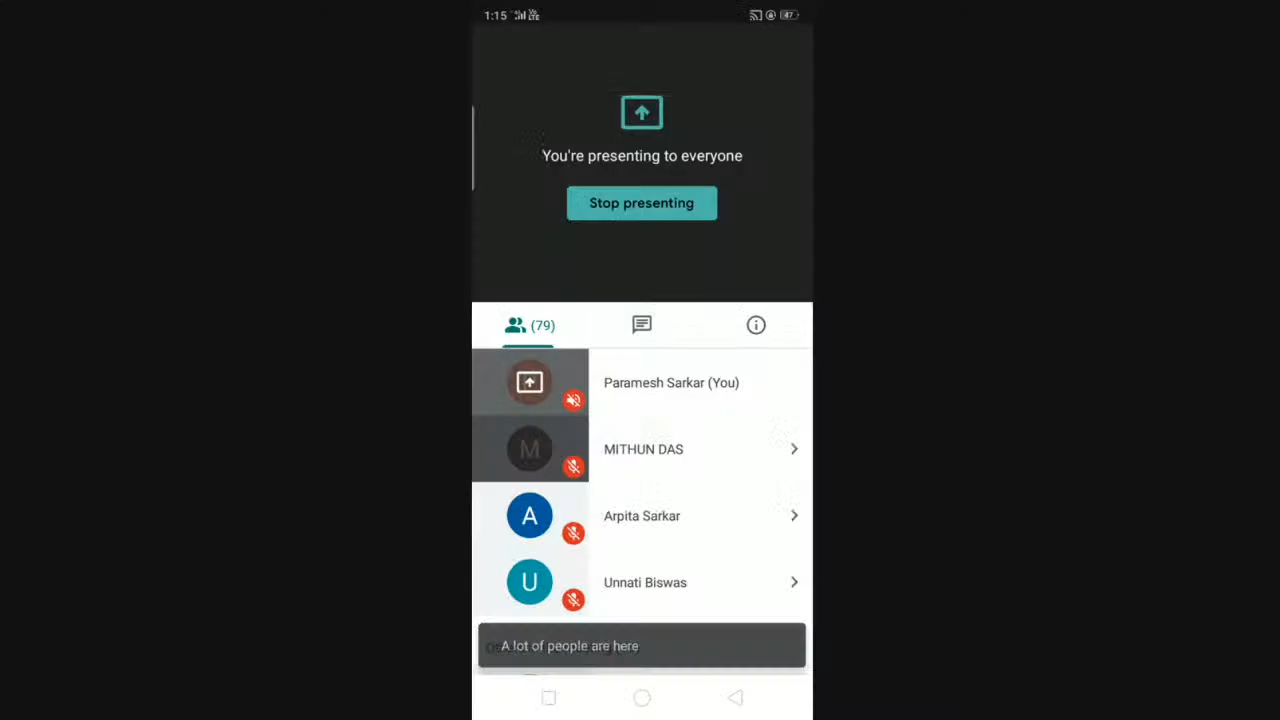 1:15
47
You're presenting to everyone
Stop presenting
(79)
Paramesh Sarkar (You)
M
MITHUN DAS
A
Arpita Sarkar
U
Unnati Biswas
A lot of people are here